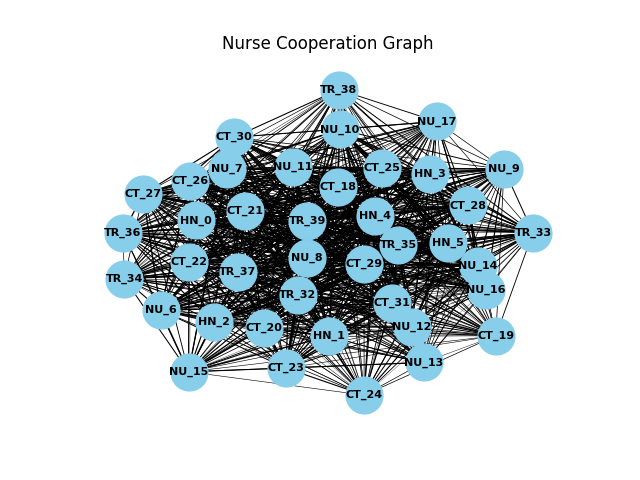 Nurse Cooperation Graph
TR_38
NU_17
NU_10
CT_30
NU_11
CT_25
NU_7
NU_9
HN_3
CT_26
CT_18
CT_27
CT_28
CT_21
HN_4
HN_0
TR_39
TR_36
TR_33
HN_5
TR_35
NU_8
CT_22
CT_29
NU_14
TR_37
TR_34
NU_16
TR_32
CT_31
NU_6
HN_2
NU_12
CT_20
HN_1
CT_19
NU_13
CT_23
NU_15
CT_24